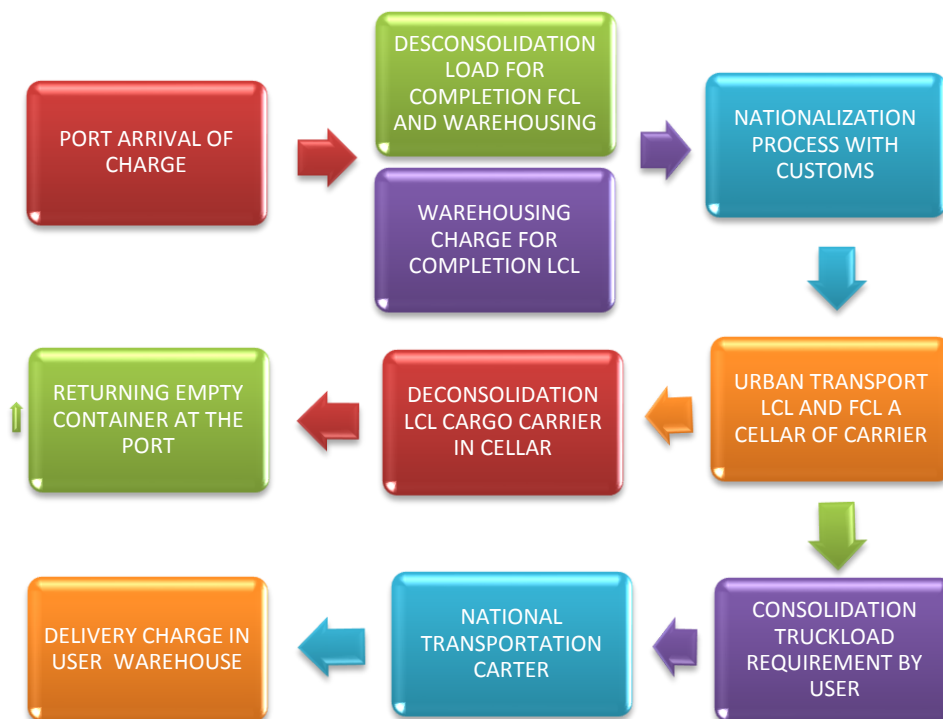 PORT ARRIVAL OF
CHARGE
DESCONSOLIDATION
LOAD FOR
COMPLETION FCL
AND WAREHOUSING
WAREHOUSING
CHARGE FOR
COMPLETION LCL
NATIONALIZATION
PROCESS WITH
CUSTOMS
URBAN TRANSPORT
LCL AND FCL A
CELLAR OF CARRIER
DECONSOLIDATION
LCL CARGO CARRIER
IN CELLAR
RETURNING EMPTY
CONTAINER AT THE
PORT
CONSOLIDATION
TRUCKLOAD
REQUIREMENT BY
USER
NATIONAL
TRANSPORTATION
CARTER
DELIVERY CHARGE IN
USER  WAREHOUSE